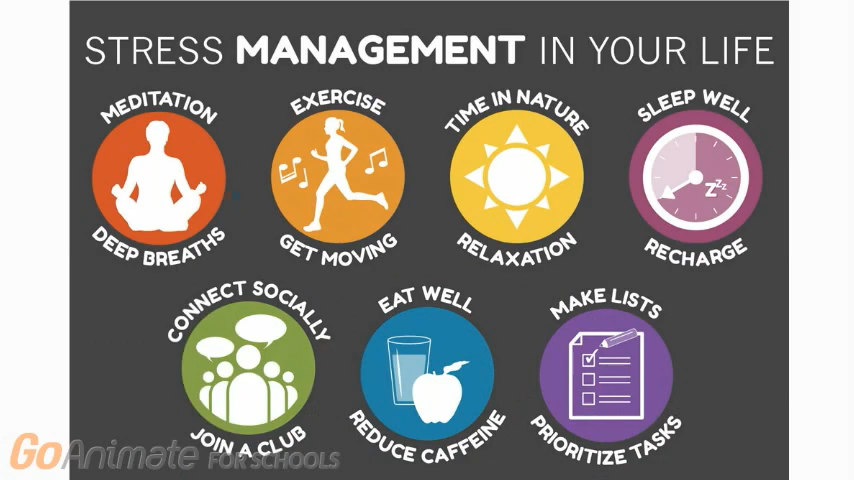 STRESS MANAGEMENT IN YOUR LIFE
MEDITATION
DEEP BREATHS
EXERCISE
GET MOVING
TIME IN NATURE
RELAXATION
SLEEP WELL
zZz
RECHARGE
CONNECT SOCIALLY
JOIN A CLUB
EAT WELL
REDUCE CAFFEINE
MAKE LISTS
PRIORITIZE TASKS
GoAnimate FOR SCHOOLS